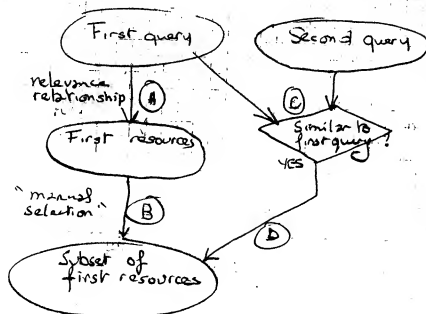 First query
Second query
relevance
relationship
A
C
First resources
Similar to
first query?
YES
"manual
selection"
B
D
Subset of
first resources